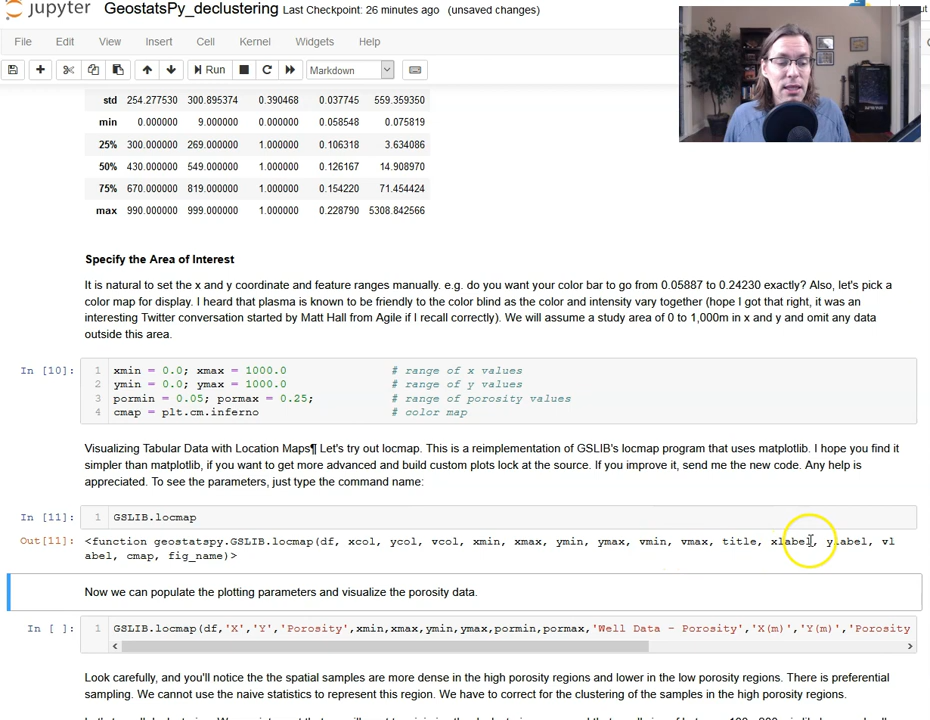 jupyter GeostatsPy_declustering Last Checkpoint: 26 minutes ago (unsaved changes)
File Edit View Insert Cell Kernel Widgets Help
Run Markdown
std 254.277530 300.895374 0.390468 0.037745 559.359350
min 0.000000 9.000000 0.000000 0.058548 0.075819
25% 300.000000 269.000000 1.000000 0.106318 3.634086
50% 430.000000 549.000000 1.000000 0.126167 14.908970
75% 670.000000 819.000000 1.000000 0.154220 71.454424
max 990.000000 999.000000 1.000000 0.228790 5308.842566
Specify the Area of Interest
It is natural to set the x and y coordinate and feature ranges manually. e.g. do you want your color bar to go from 0.05887 to 0.24230 exactly? Also, let's pick a
color map for display. I heard that plasma is known to be friendly to the color blind as the color and intensity vary together (hope I got that right, it was an
interesting Twitter conversation started by Matt Hall from Agile if I recall correctly). We will assume a study area of 0 to 1,000m in x and y and omit any data
outside this area.
In [10]: 1 xmin = 0.0; xmax = 1000.0 # range of x values
2 ymin = 0.0; ymax = 1000.0 # range of y values
3 pormin = 0.05; pormax = 0.25; # range of porosity values
4 cmap = plt.cm.inferno # color map
Visualizing Tabular Data with Location Maps¶ Let's try out locmap. This is a reimplementation of GSLIB's locmap program that uses matplotlib. I hope you find it
simpler than matplotlib, if you want to get more advanced and build custom plots lock at the source. If you improve it, send me the new code. Any help is
appreciated. To see the parameters, just type the command name:
In [11]: 1 GSLIB.locmap
Out[11]: <function geostatspy.GSLIB.locmap(df, xcol, ycol, vcol, xmin, xmax, ymin, ymax, vmin, vmax, title, xlabel, ylabel, vl
abel, cmap, fig_name)>
Now we can populate the plotting parameters and visualize the porosity data.
In [ ]: 1 GSLIB.locmap(df,'X','Y','Porosity',xmin,xmax,ymin,ymax,pormin,pormax,'Well Data - Porosity','X(m)','Y(m)','Porosity
Look carefully, and you'll notice the the spatial samples are more dense in the high porosity regions and lower in the low porosity regions. There is preferential
sampling. We cannot use the naive statistics to represent this region. We have to correct for the clustering of the samples in the high porosity regions.